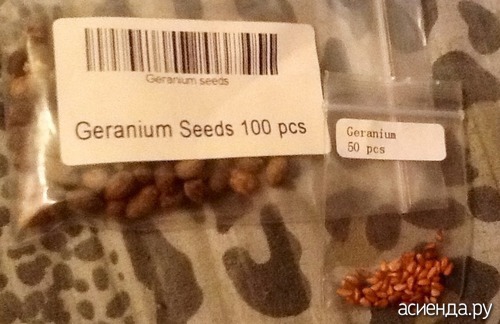 Geranium seeds
Geranium Seeds 100 pcs
Geranium
50 pcs
асиенда.ру